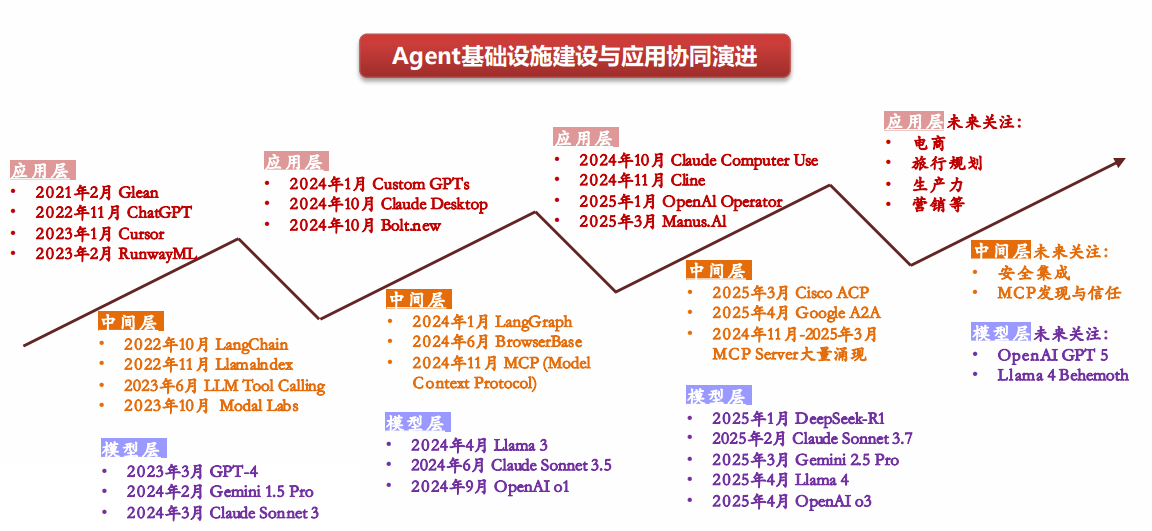 Agent基础设施建设与应用协同演进
应用层
• 2021年2月 Glean
• 2022年11月 ChatGPT
• 2023年1月 Cursor
• 2023年2月 RunwayML
中间层
• 2022年10月 LangChain
• 2022年11月 LlamaIndex
• 2023年6月 LLM Tool Calling
• 2023年10月 Modal Labs
模型层
• 2023年3月 GPT-4
• 2024年2月 Gemini 1.5 Pro
• 2024年3月 Claude Sonnet 3
应用层
• 2024年1月 Custom GPTs
• 2024年10月 Claude Desktop
• 2024年10月 Bolt.new
中间层
• 2024年1月 LangGraph
• 2024年6月 BrowserBase
• 2024年11月 MCP (Model
Context Protocol)
模型层
• 2024年4月 Llama 3
• 2024年6月 Claude Sonnet 3.5
• 2024年9月 OpenAI o1
应用层
• 2024年10月 Claude Computer Use
• 2024年11月 Cline
• 2025年1月 OpenAI Operator
• 2025年3月 Manus.AI
中间层
• 2025年3月 Cisco ACP
• 2025年4月 Google A2A
• 2024年11月-2025年3月
MCP Server大量涌现
模型层
• 2025年1月 DeepSeek-R1
• 2025年2月 Claude Sonnet 3.7
• 2025年3月 Gemini 2.5 Pro
• 2025年4月 Llama 4
• 2025年4月 OpenAI o3
应用层未来关注：
• 电商
• 旅行规划
• 生产力
• 营销等
中间层未来关注：
• 安全集成
• MCP发现与信任
模型层未来关注：
• OpenAI GPT 5
• Llama 4 Behemoth